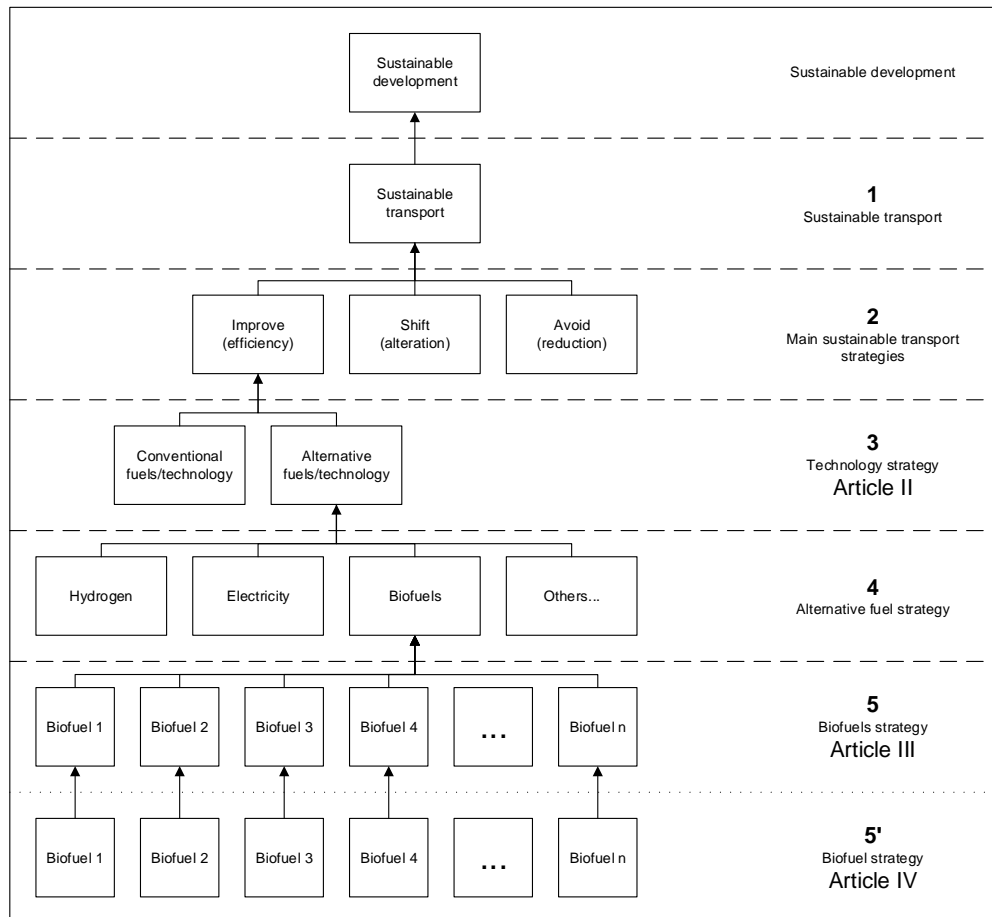 Sustainable
development
Sustainable development
Sustainable
transport
1
Sustainable transport
Improve
(efficiency)
Shift
(alteration)
Avoid
(reduction)
2
Main sustainable transport
strategies
Conventional
fuels/technology
Alternative
fuels/technology
3
Technology strategy
Article II
Hydrogen
Electricity
Biofuels
Others...
4
Alternative fuel strategy
Biofuel 1
Biofuel 2
Biofuel 3
Biofuel 4
...
Biofuel n
5
Biofuels strategy
Article III
Biofuel 1
Biofuel 2
Biofuel 3
Biofuel 4
...
Biofuel n
5'
Biofuel strategy
Article IV